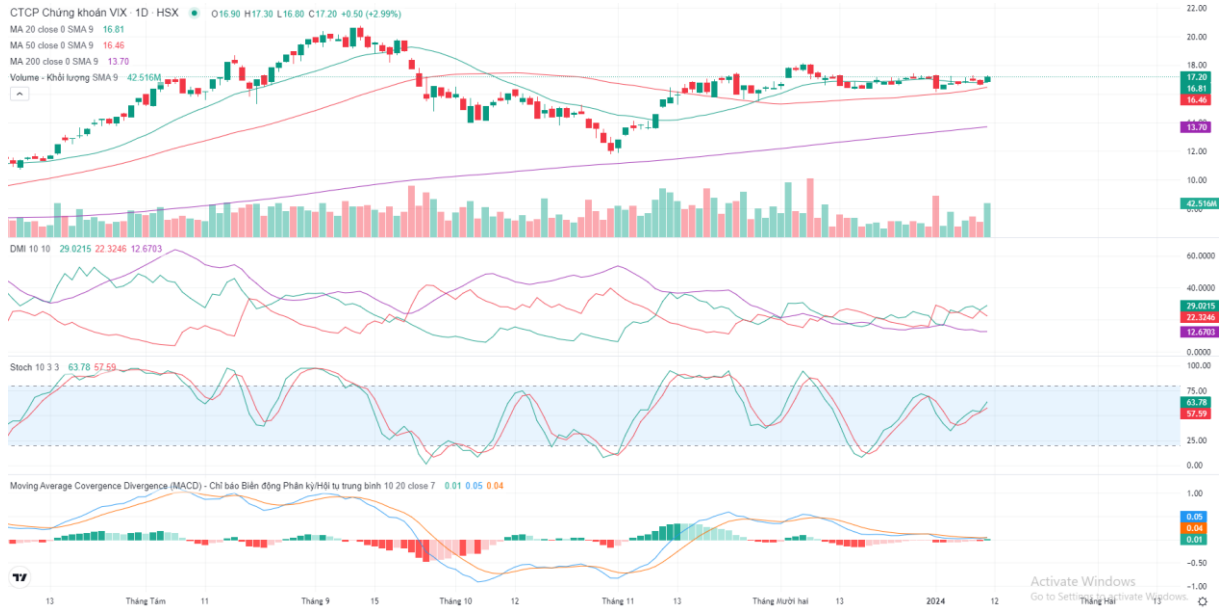 CTCP Chứng khoán VIX · 1D · HSX O16.90 H17.30 L16.80 C17.20 +0.50 (+2.99%)
MA 20 close 0 SMA 9 16.81
MA 50 close 0 SMA 9 16.46
MA 200 close 0 SMA 9 13.70
Volume - Khối lượng SMA 9 42.516M
22.00
20.00
18.00
17.20
16.81
16.46
13.70
12.00
10.00
42.516M
DMI 10 10 29.0215 22.3246 12.6703
60.0000
40.0000
29.0215
22.3246
12.6703
0.0000
Stoch 10 3 3 63.78 57.59
100.00
75.00
63.78
57.59
25.00
0.00
Moving Average Covergence Divergence (MACD) - Chỉ báo Biến động Phân kỳ/Hội tụ trung bình 10 20 close 7 0.01 0.05 0.04
1.00
0.05
0.04
0.01
-0.50
-1.00
Activate Windows
Go to Settings to activate Windows.
13 Tháng Tám 11 Tháng 9 15 Tháng 10 12 Tháng 11 13 Tháng Mười hai 13 2024 12 Tháng Hai 13